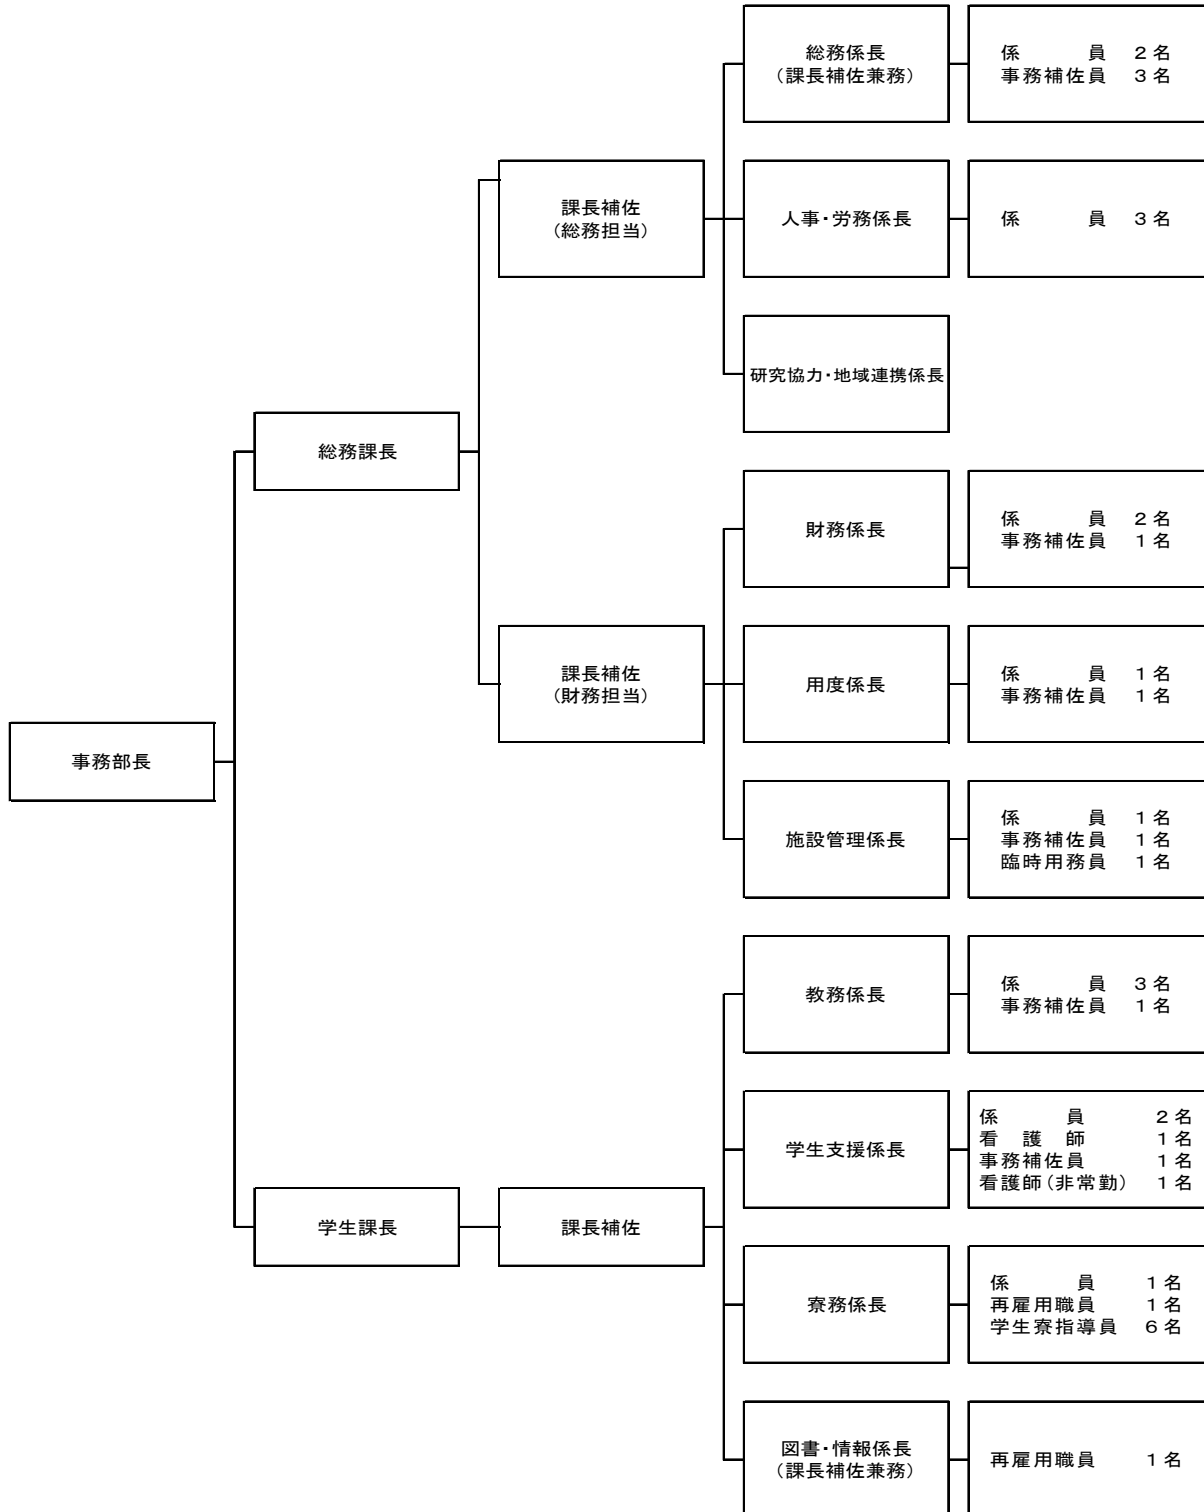 総務係長
（課長補佐兼務）
係　　　員　２名
事務補佐員　３名
課長補佐
（総務担当）
人事・労務係長
係　　　員　３名
研究協力・地域連携係長
総務課長
財務係長
係　　　員　２名
事務補佐員　１名
課長補佐
（財務担当）
用度係長
係　　　員　１名
事務補佐員　１名
事務部長
施設管理係長
係　　　員　１名
事務補佐員　１名
臨時用務員　１名
教務係長
係　　　員　３名
事務補佐員　１名
学生支援係長
係　　　員　２名
看　護　師　１名
事務補佐員　１名
看護師（非常勤）　１名
学生課長
課長補佐
寮務係長
係　　　員　１名
再雇用職員　１名
学生寮指導員　６名
図書・情報係長
（課長補佐兼務）
再雇用職員　１名